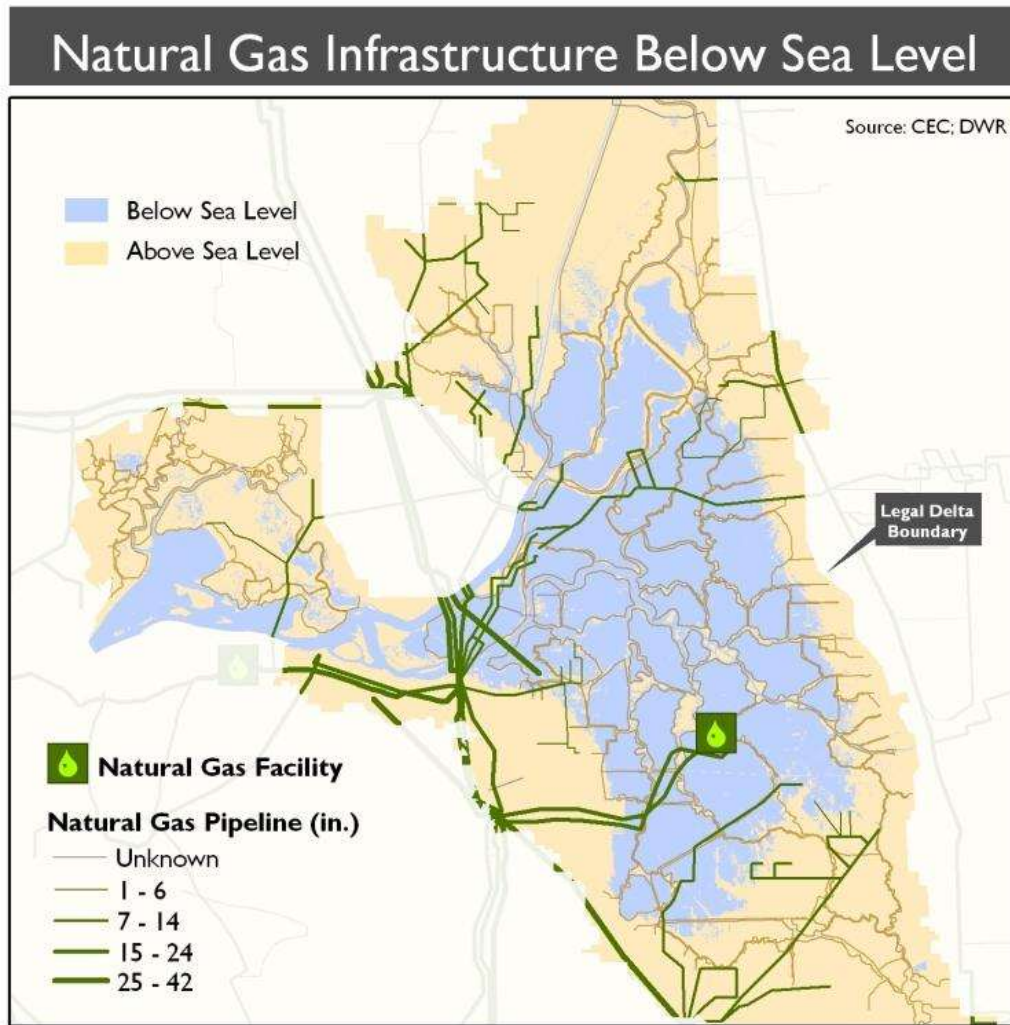 Natural Gas Infrastructure Below Sea Level
Source: CEC; DWR
Below Sea Level
Above Sea Level
Legal Delta
Boundary
Natural Gas Facility
Natural Gas Pipeline (in.)
Unknown
1 - 6
7 - 14
15 - 24
25 - 42